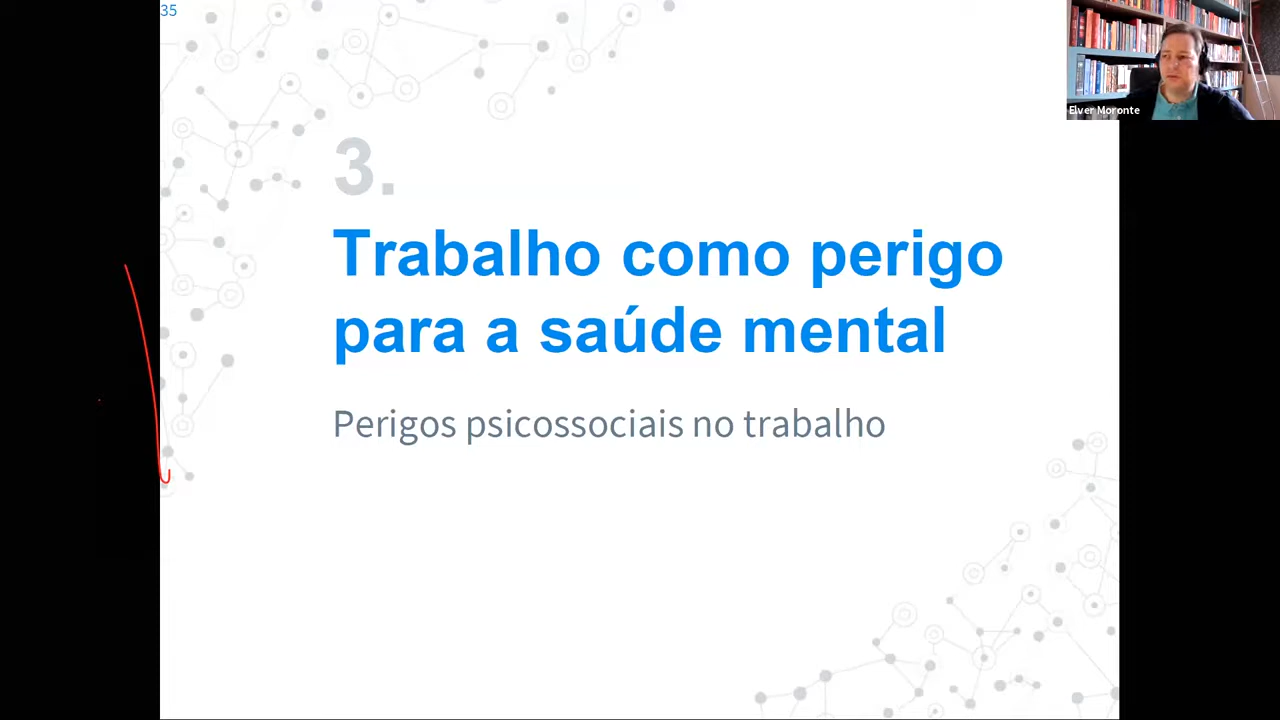 35
Elver Moronte
3.
Trabalho como perigo
para a saúde mental
Perigos psicossociais no trabalho